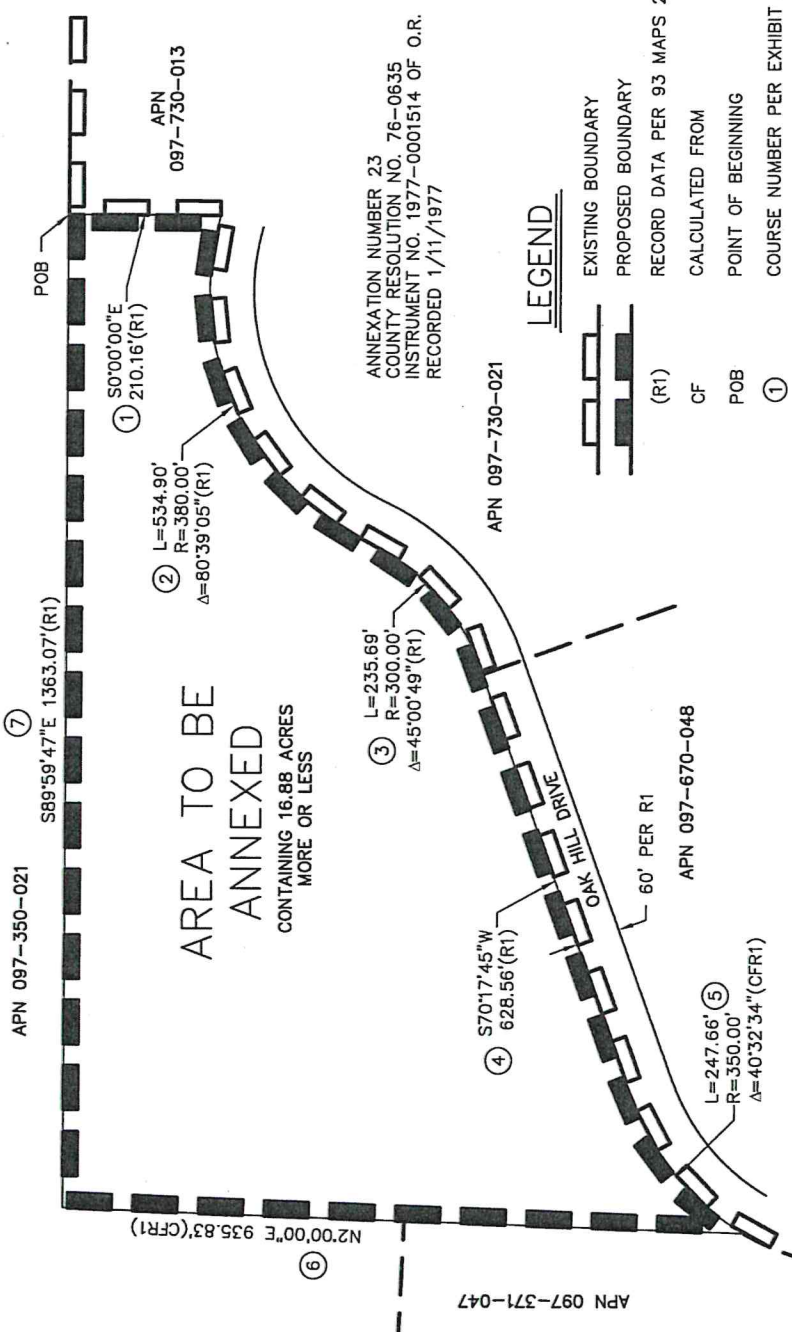 APN 097-350-021
⑦
S89°59'47"E 1363.07'(R1)
POB
APN
097-730-013
① S0°00'00"E
210.16'(R1)
② L=534.90'
R=380.00'
Δ=80°39'05"(R1)
AREA TO BE
ANNEXED
CONTAINING 16.88 ACRES
MORE OR LESS
③ L=235.69'
R=300.00'
Δ=45°00'49"(R1)
ANNEXATION NUMBER 23
COUNTY RESOLUTION NO. 76-0635
INSTRUMENT NO. 1977-0001514 OF O.R.
RECORDED 1/11/1977
APN 097-730-021
④ S70°17'45"W
628.56'(R1)
OAK HILL DRIVE
60' PER R1
APN 097-670-048
L=247.66' ⑤
R=350.00'
Δ=40°32'34"(CFR1)
⑥
N2°00'00"E 935.83'(CFR1)
APN 097-371-047
LEGEND
EXISTING BOUNDARY
PROPOSED BOUNDARY
(R1) RECORD DATA PER 93 MAPS
CF CALCULATED FROM
POB POINT OF BEGINNING
① COURSE NUMBER PER EXHIBIT